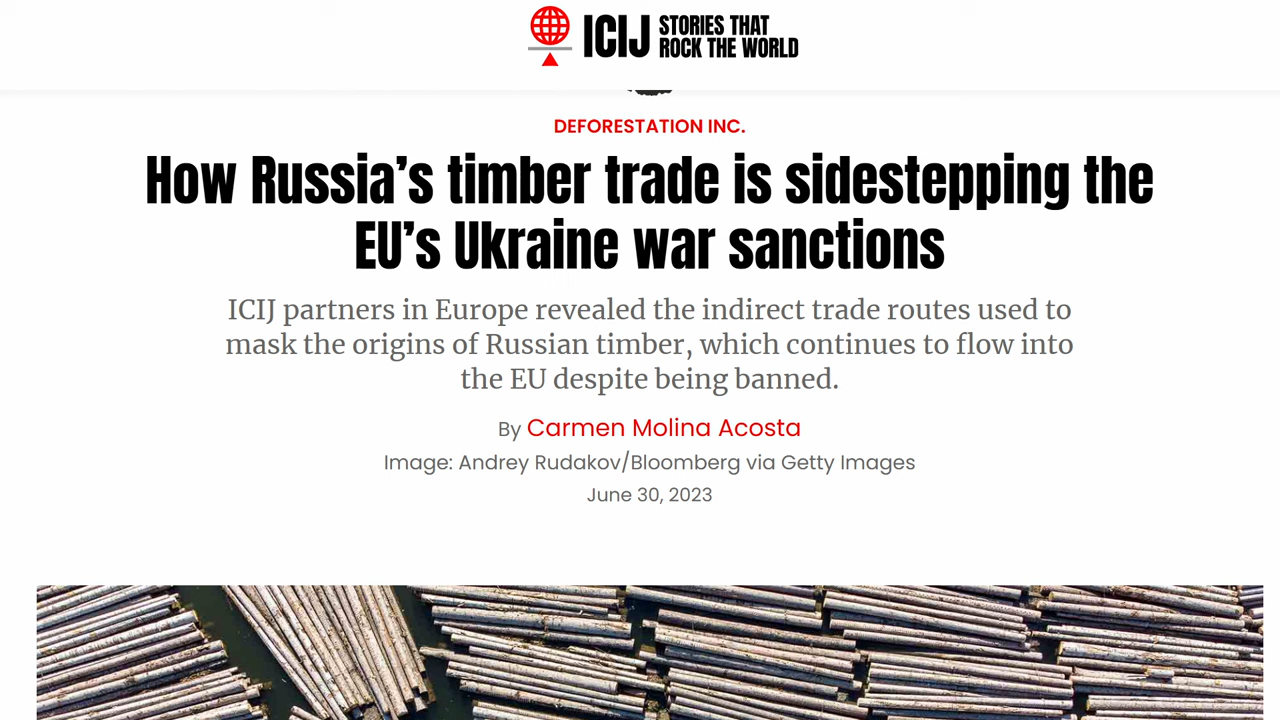 ICIJ STORIES THAT
ROCK THE WORLD
DEFORESTATION INC.
How Russia’s timber trade is sidestepping the
EU’s Ukraine war sanctions
ICIJ partners in Europe revealed the indirect trade routes used to
mask the origins of Russian timber, which continues to flow into
the EU despite being banned.
By Carmen Molina Acosta
Image: Andrey Rudakov/Bloomberg via Getty Images
June 30, 2023